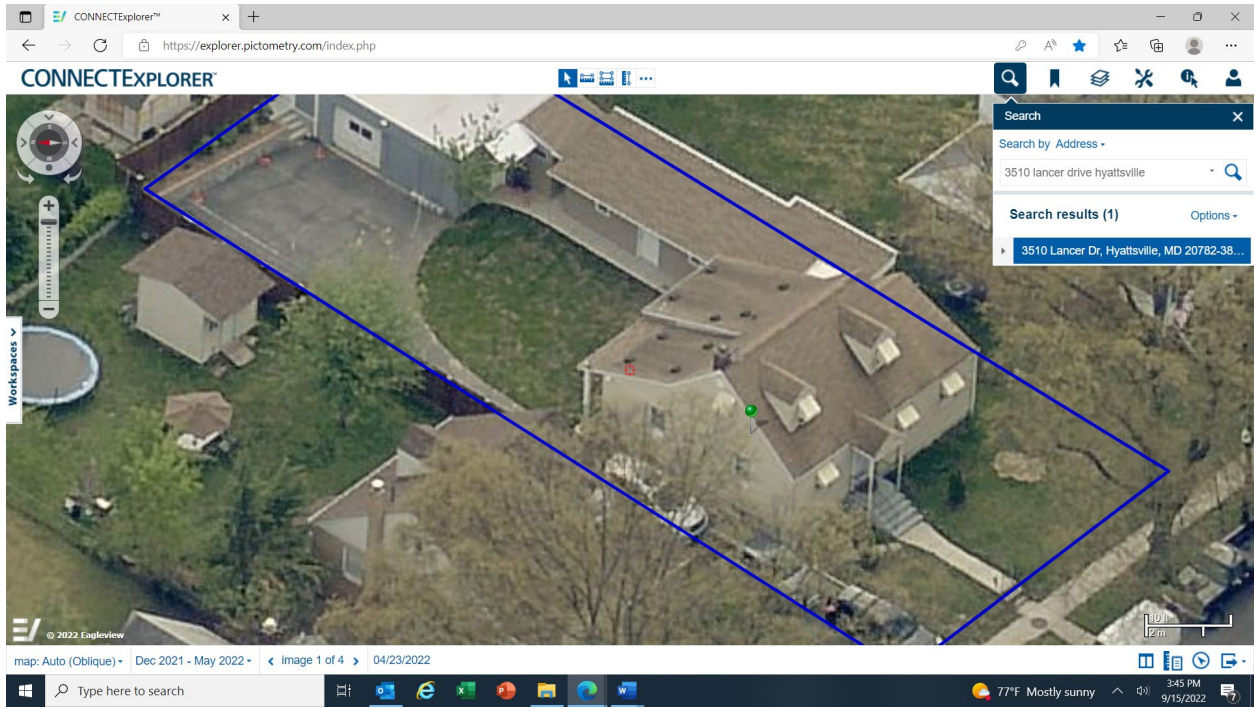 CONNECTExplorer™
https://explorer.pictometry.com/index.php
CONNECTEXPLORER™
Search
Search by Address
3510 lancer drive hyattsville
Search results (1)
Options
3510 Lancer Dr, Hyattsville, MD 20782-38...
Workspaces
© 2022 Eagleview
10 ft
2 m
map: Auto (Oblique) Dec 2021 - May 2022 image 1 of 4 04/23/2022
Type here to search
77°F Mostly sunny
3:45 PM
9/15/2022
7